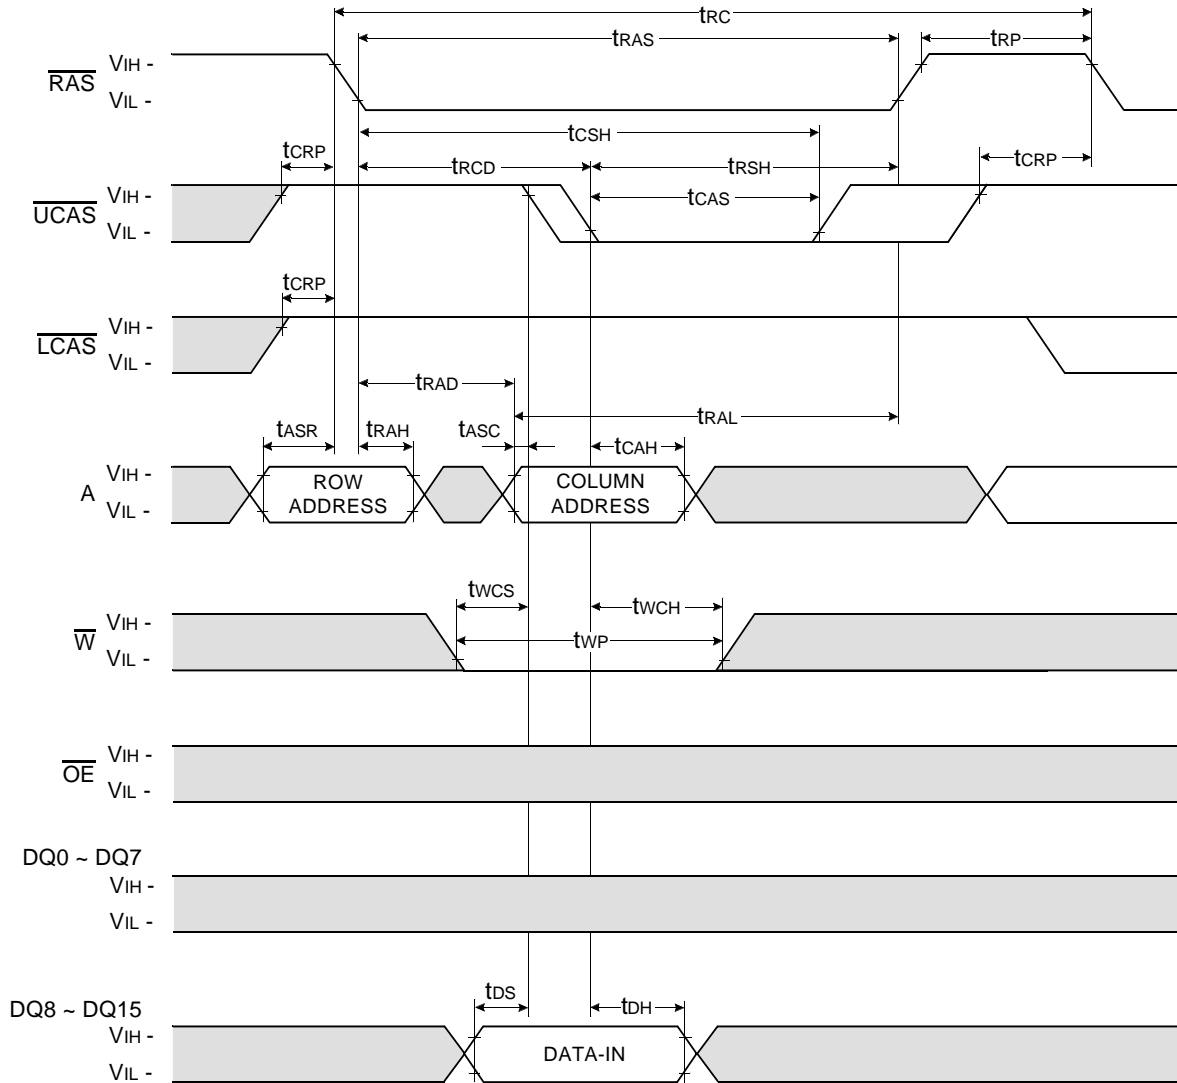 tRC
tRAS
tRP
RAS
VIH -
VIL -
tCSH
tCRP
tRCD
tRSH
tCRP
tCAS
UCAS
VIH -
VIL -
tCRP
LCAS
VIH -
VIL -
tRAD
tRAL
tASR
tRAH
tASC
tCAH
A
VIH -
VIL -
ROW
ADDRESS
COLUMN
ADDRESS
tWCS
tWCH
tWP
W
VIH -
VIL -
OE
VIH -
VIL -
DQ0 ~ DQ7
VIH -
VIL -
tDS
tDH
DQ8 ~ DQ15
VIH -
VIL -
DATA-IN